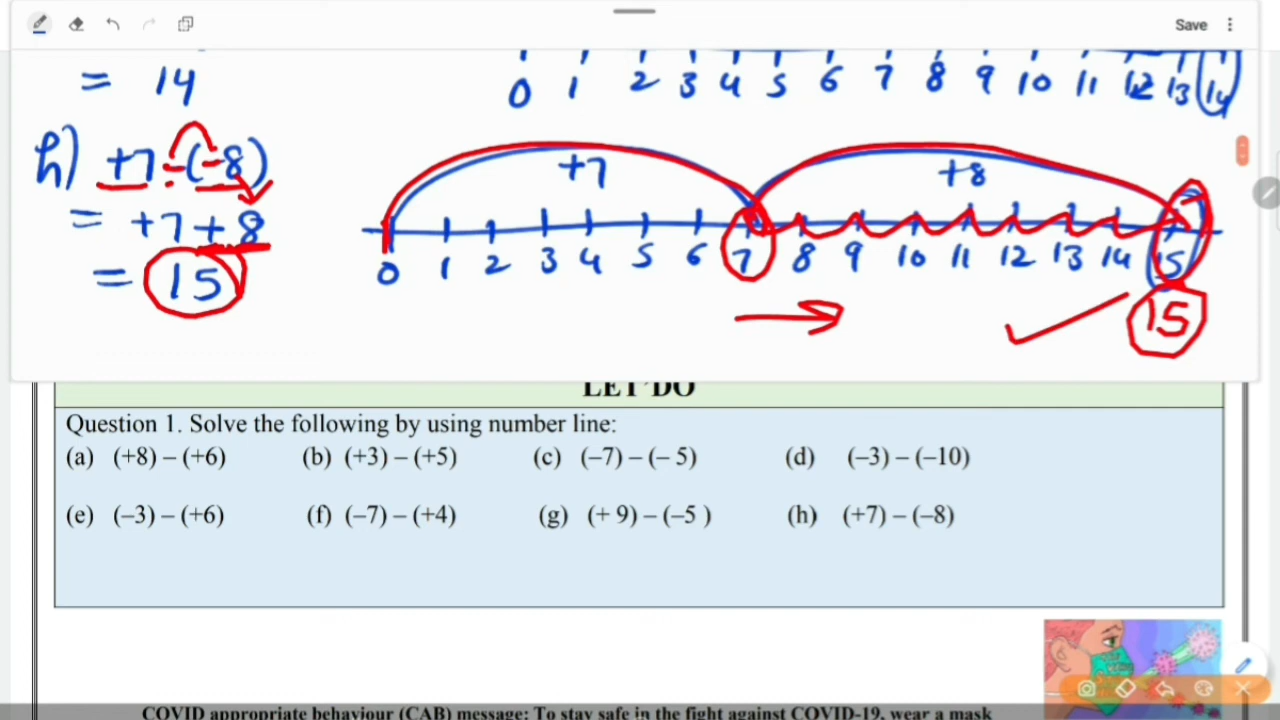 Save
= 14
0 1 2 3 4 5 6 7 8 9 10 11 12 13 14
h) +7 - (-8)
+7 +8
= +7 + 8
0 1 2 3 4 5 6 7 8 9 10 11 12 13 14 15
= 15
15
LET'DO
Question 1. Solve the following by using number line:
(a) (+8) – (+6) (b) (+3) – (+5) (c) (–7) – (– 5) (d) (–3) – (–10)
(e) (–3) – (+6) (f) (–7) – (+4) (g) (+ 9) – (–5 ) (h) (+7) – (–8)
COVID appropriate behaviour (CAB) message: To stay safe in the fight against COVID-19, wear a mask